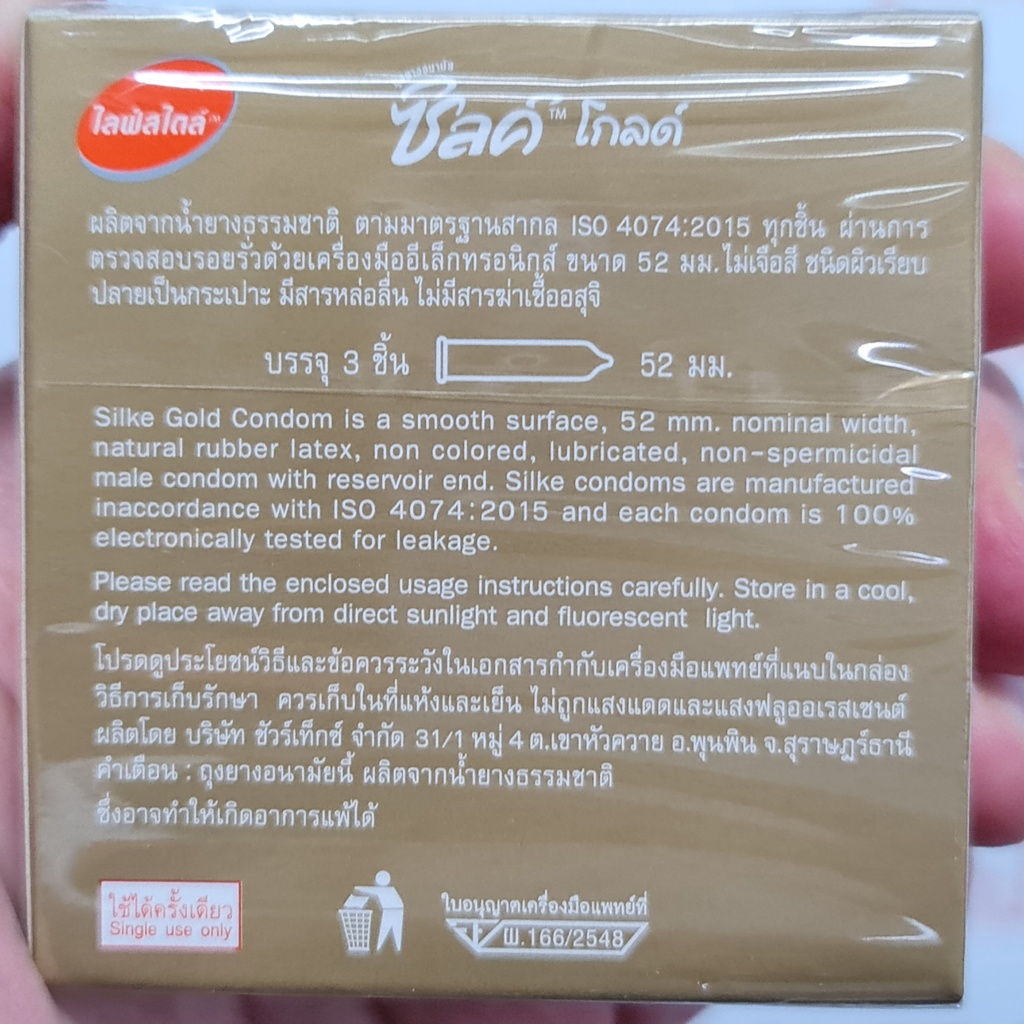 ไลฟ์สไตล์™
ถุงยางอนามัย
ซิลค์™ โกลด์
ผลิตจากน้ำยางธรรมชาติ ตามมาตรฐานสากล ISO 4074:2015 ทุกชิ้น ผ่านการ
ตรวจสอบรอยรั่วด้วยเครื่องมืออีเล็กทรอนิกส์ ขนาด 52 มม. ไม่เจือสี ชนิดผิวเรียบ
ปลายเป็นกระเปาะ มีสารหล่อลื่น ไม่มีสารฆ่าเชื้ออสุจิ
บรรจุ 3 ชิ้น 52 มม.
Silke Gold Condom is a smooth surface, 52 mm. nominal width,
natural rubber latex, non colored, lubricated, non-spermicidal
male condom with reservoir end. Silke condoms are manufactured
inaccordance with ISO 4074:2015 and each condom is 100%
electronically tested for leakage.
Please read the enclosed usage instructions carefully. Store in a cool,
dry place away from direct sunlight and fluorescent light.
โปรดดูประโยชน์วิธีและข้อควรระวังในเอกสารกำกับเครื่องมือแพทย์ที่แนบในกล่อง
วิธีการเก็บรักษา ควรเก็บในที่แห้งและเย็น ไม่ถูกแสงแดดและแสงฟลูออเรสเซนต์
ผลิตโดย บริษัท ชัวร์เท็กซ์ จำกัด 31/1 หมู่ 4 ต.เขาหัวควาย อ.พุนพิน จ.สุราษฎร์ธานี
คำเตือน : ถุงยางอนามัยนี้ ผลิตจากน้ำยางธรรมชาติ
ซึ่งอาจทำให้เกิดอาการแพ้ได้
ใช้ได้ครั้งเดียว
Single use only
ใบอนุญาตเครื่องมือแพทย์ที่
ผ.166/2548